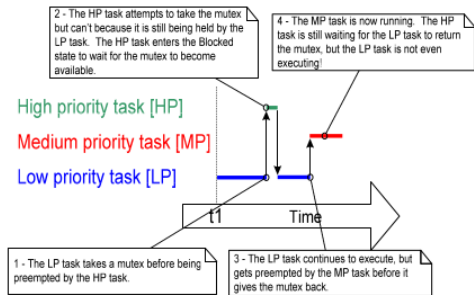 2 - The HP task attempts to take the mutex
but can't because it is still being held by the
LP task. The HP task enters the Blocked
state to wait for the mutex to become
available.
4 - The MP task is now running. The HP
task is still waiting for the LP task to return
the mutex, but the LP task is not even
executing!
High priority task [HP]
Medium priority task [MP]
Low priority task [LP]
t1
Time
1 - The LP task takes a mutex before being
preempted by the HP task.
3 - The LP task continues to execute, but
gets preempted by the MP task before it
gives the mutex back.